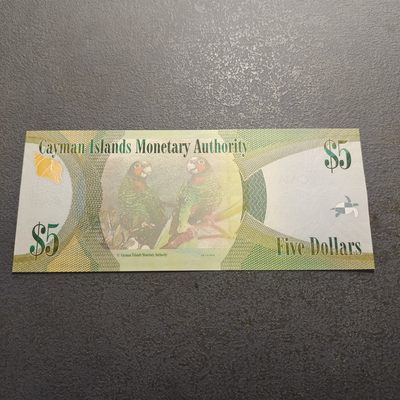 Cayman Islands Monetary Authority
$5
$5
Five Dollars
© Cayman Islands Monetary Authority